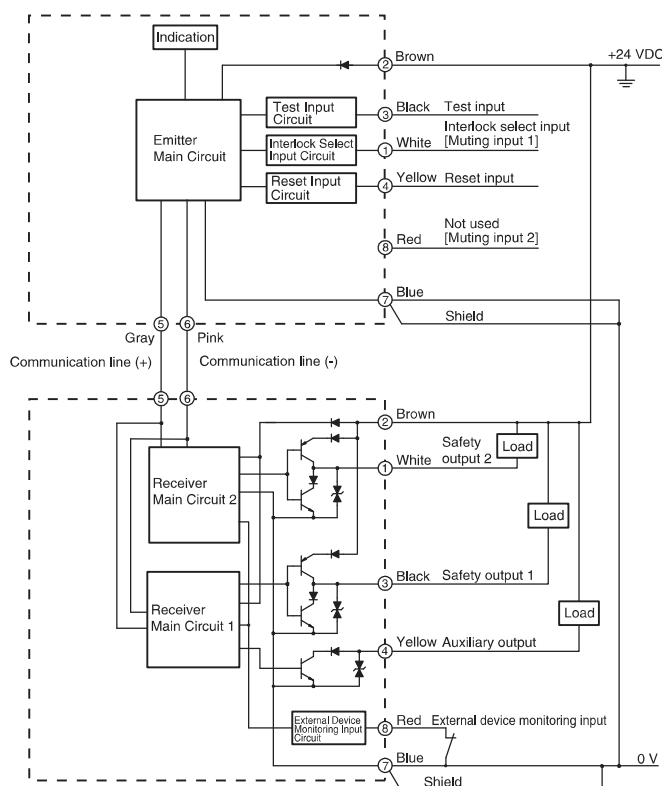 Indication
② Brown
+24 VDC
Emitter
Main Circuit
Test Input
Circuit
③ Black Test input
Interlock select input
Interlock Select
Input Circuit
① White [Muting input 1]
Reset Input
Circuit
④ Yellow Reset input
Not used
⑧ Red [Muting input 2]
⑦ Blue
Shield
⑤ ⑥
Gray Pink
Communication line (+) Communication line (-)
⑤ ⑥
② Brown
Safety
Load
① White output 2
Receiver
Main Circuit 2
Load
③ Black Safety output 1
Receiver
Main Circuit 1
Load
④ Yellow Auxiliary output
External Device
Monitoring Input
Circuit
⑧ Red External device monitoring input
⑦ Blue
0 V
Shield